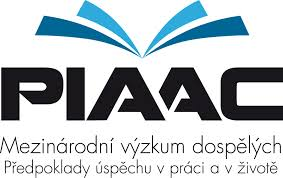 PIAAC
Mezinárodní výzkum dospělých
Předpoklady úspěchu v práci a v životě